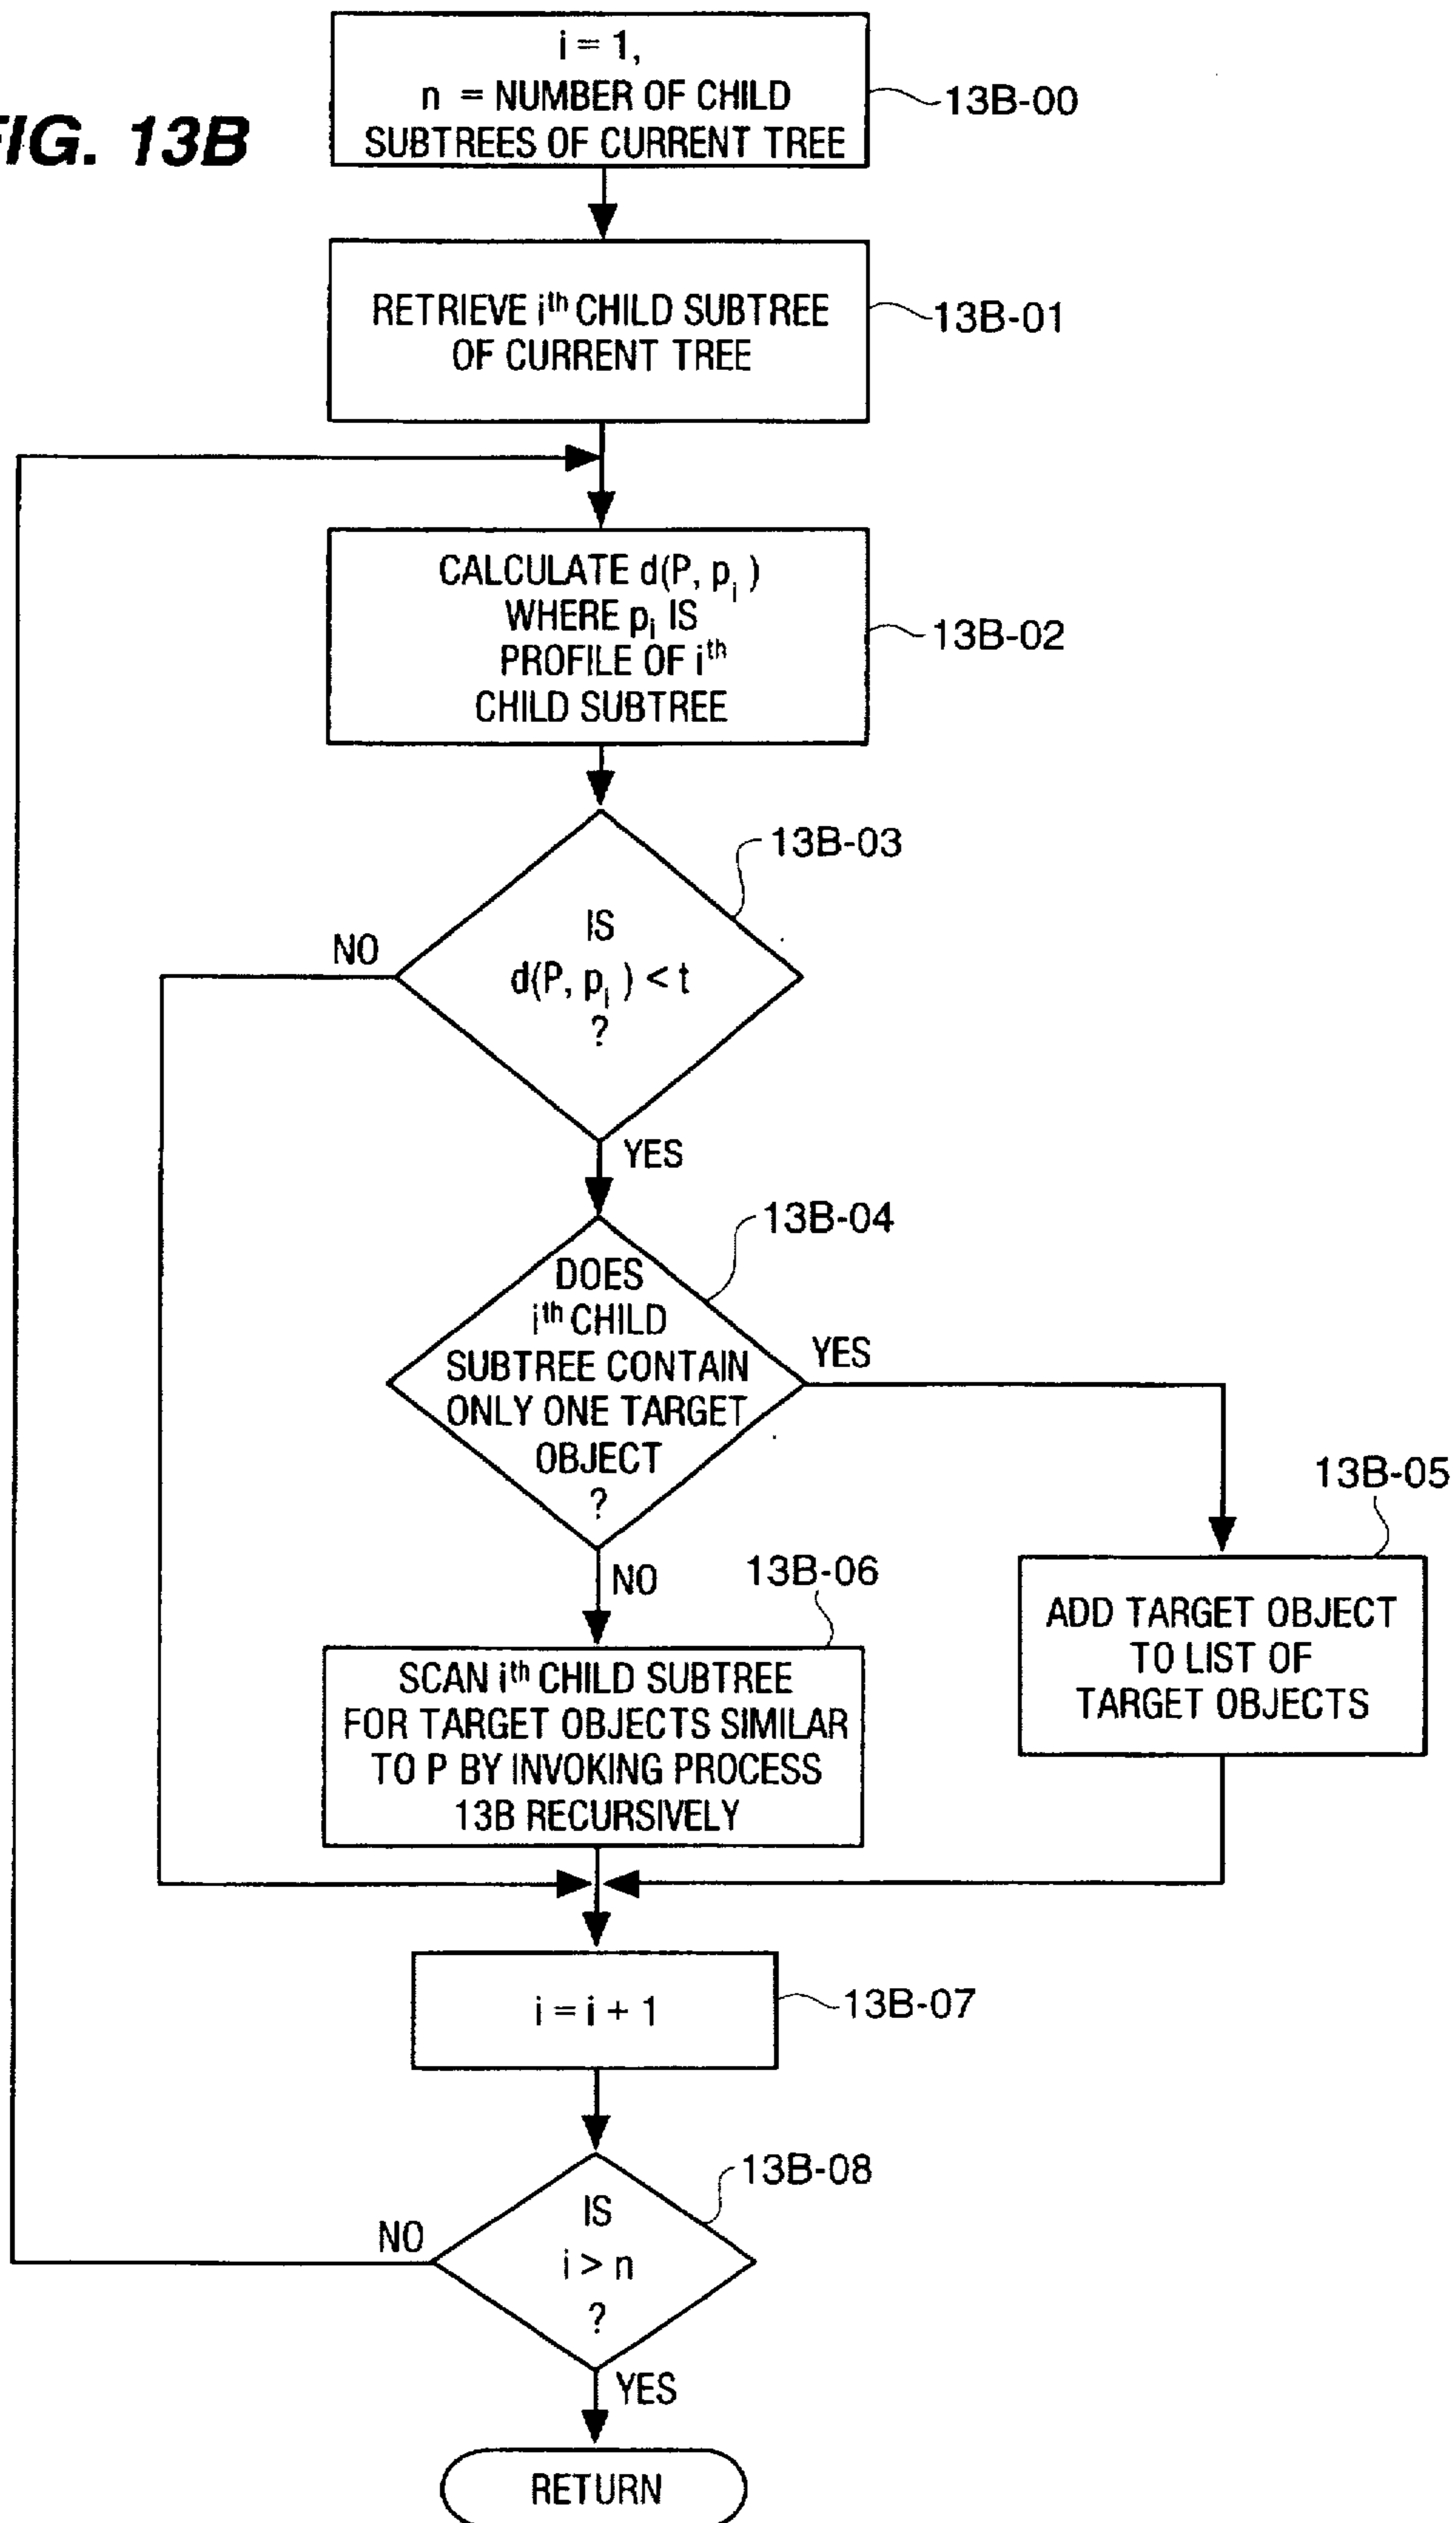 FIG. 13B
i = 1,
n = NUMBER OF CHILD
SUBTREES OF CURRENT TREE
13B-00
RETRIEVE ith CHILD SUBTREE
OF CURRENT TREE
13B-01
CALCULATE d(P, pi )
WHERE pi IS
PROFILE OF ith
CHILD SUBTREE
13B-02
13B-03
IS
d(P, pi ) < t
?
NO
YES
13B-04
DOES
ith CHILD
SUBTREE CONTAIN
ONLY ONE TARGET
OBJECT
?
YES
NO
13B-05
ADD TARGET OBJECT
TO LIST OF
TARGET OBJECTS
13B-06
SCAN ith CHILD SUBTREE
FOR TARGET OBJECTS SIMILAR
TO P BY INVOKING PROCESS
13B RECURSIVELY
i = i + 1
13B-07
13B-08
IS
i > n
?
NO
YES
RETURN